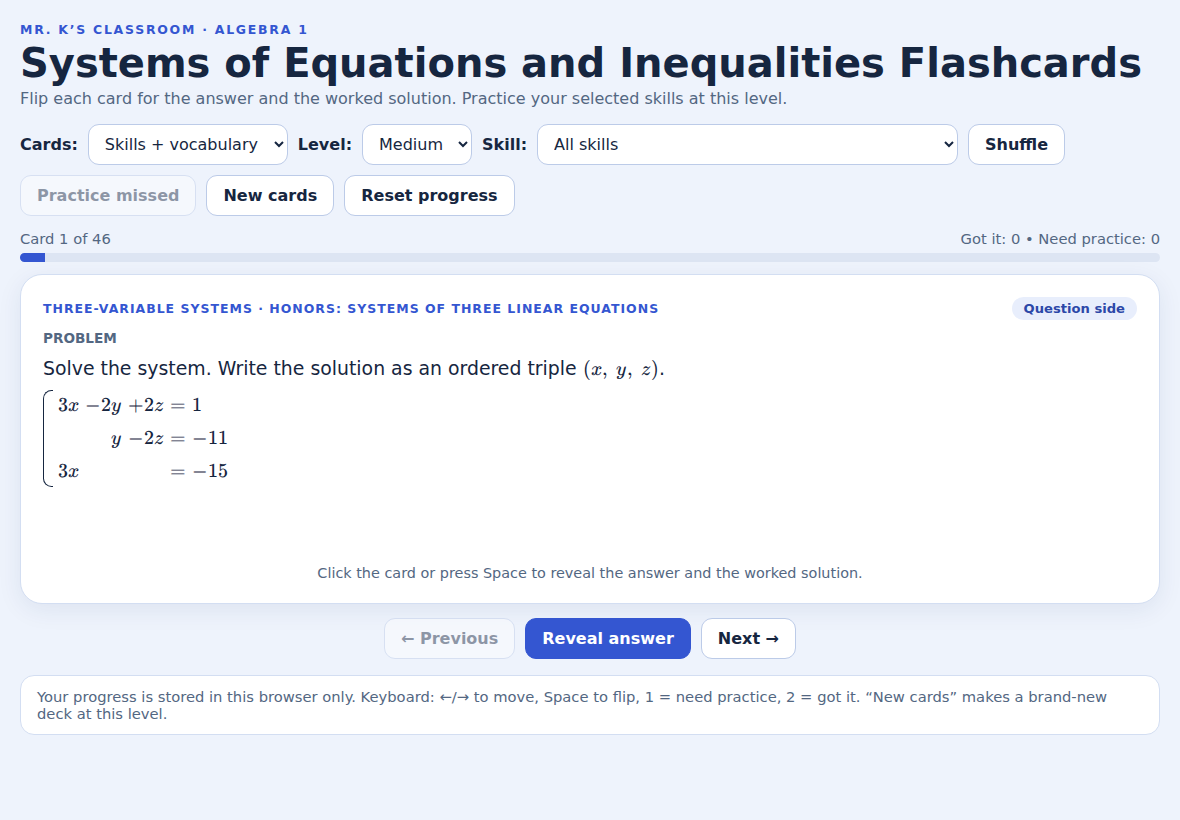 MR. K’S CLASSROOM · ALGEBRA 1
Systems of Equations and Inequalities Flashcards
Flip each card for the answer and the worked solution. Practice your selected skills at this level.
Cards: Skills + vocabulary Level: Medium Skill: All skills Shuffle
Practice missed New cards Reset progress
Card 1 of 46 Got it: 0 • Need practice: 0
THREE-VARIABLE SYSTEMS · HONORS: SYSTEMS OF THREE LINEAR EQUATIONS Question side
PROBLEM
Solve the system. Write the solution as an ordered triple (x, y, z).
3x −2y +2z = 1
y −2z = −11
3x = −15
Click the card or press Space to reveal the answer and the worked solution.
← Previous Reveal answer Next →
Your progress is stored in this browser only. Keyboard: ←/→ to move, Space to flip, 1 = need practice, 2 = got it. “New cards” makes a brand-new
deck at this level.